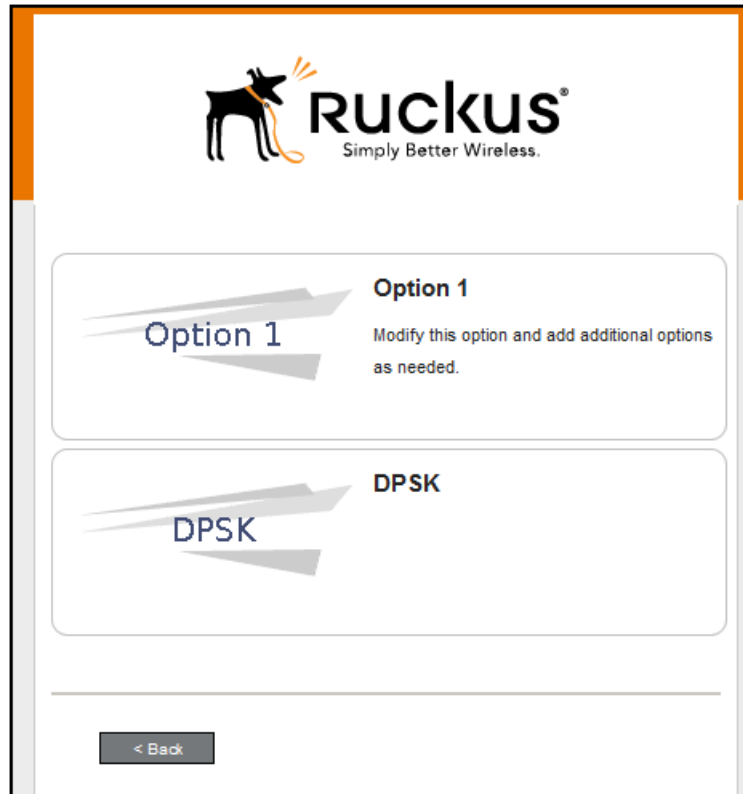 Ruckus®
Simply Better Wireless.
Option 1
Option 1
Modify this option and add additional options
as needed.
DPSK
DPSK
< Back